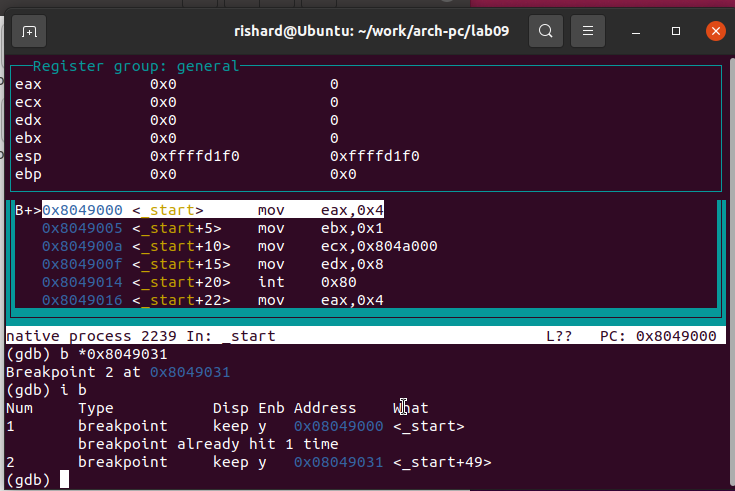 rishard@Ubuntu: ~/work/arch-pc/lab09
Register group: general
eax 0x0 0
ecx 0x0 0
edx 0x0 0
ebx 0x0 0
esp 0xffffd1f0 0xffffd1f0
ebp 0x0 0x0
B+>0x8049000 <_start> mov eax,0x4
0x8049005 <_start+5> mov ebx,0x1
0x804900a <_start+10> mov ecx,0x804a000
0x804900f <_start+15> mov edx,0x8
0x8049014 <_start+20> int 0x80
0x8049016 <_start+22> mov eax,0x4
native process 2239 In: _start L?? PC: 0x8049000
(gdb) b *0x8049031
Breakpoint 2 at 0x8049031
(gdb) i b
Num Type Disp Enb Address What
1 breakpoint keep y 0x08049000 <_start>
breakpoint already hit 1 time
2 breakpoint keep y 0x08049031 <_start+49>
(gdb)